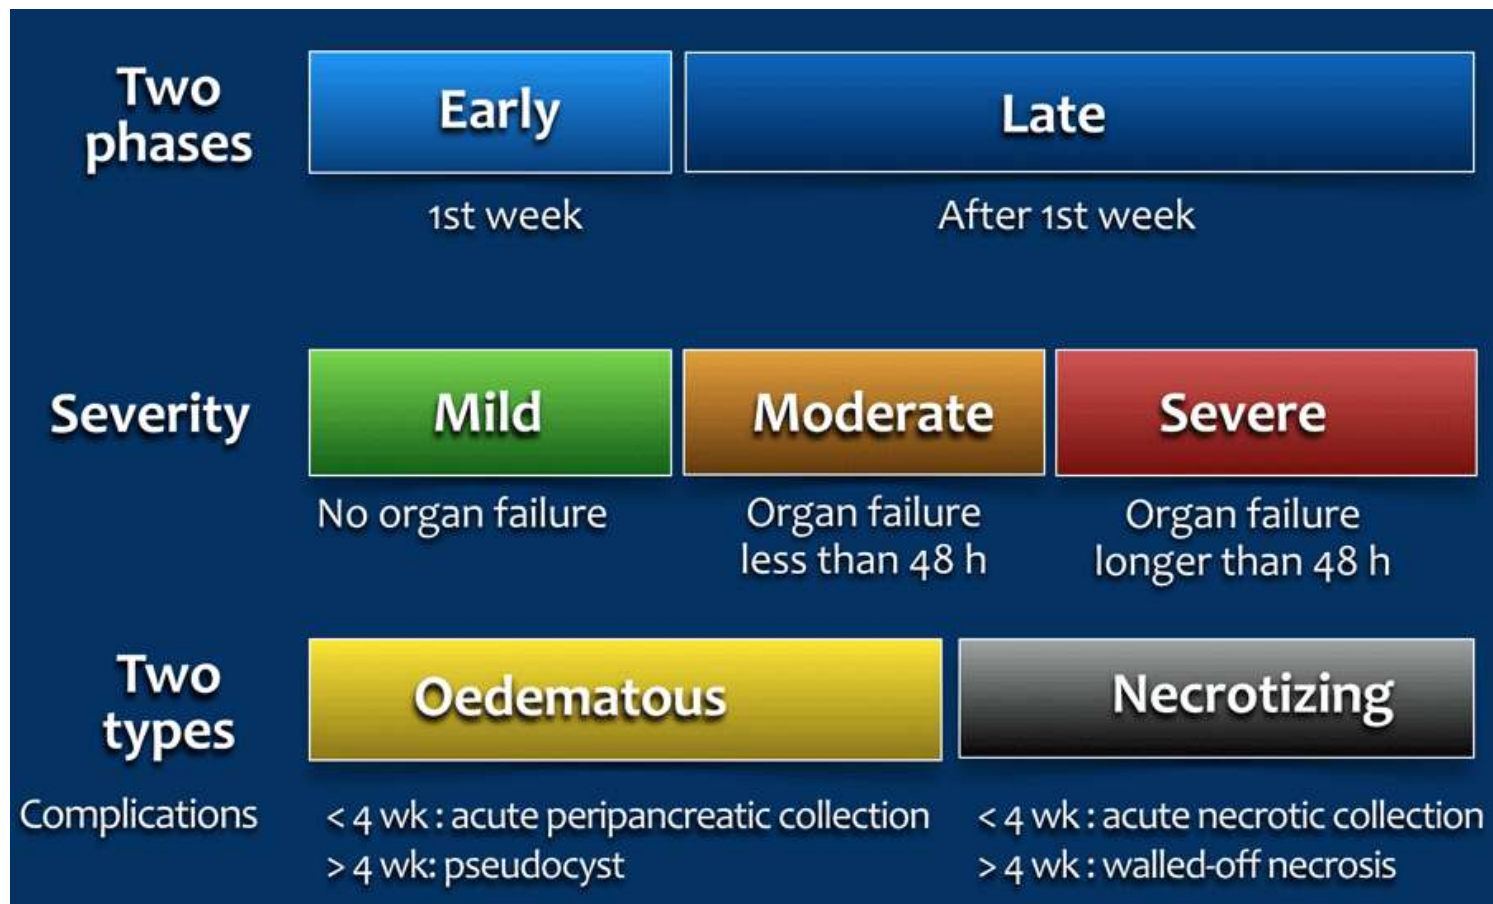 Two
phases
Early
Late
1st week
After 1st week
Severity
Mild
Moderate
Severe
No organ failure
Organ failure
less than 48 h
Organ failure
longer than 48 h
Two
types
Oedematous
Necrotizing
Complications
< 4 wk : acute peripancreatic collection
> 4 wk: pseudocyst
< 4 wk : acute necrotic collection
> 4 wk : walled-off necrosis